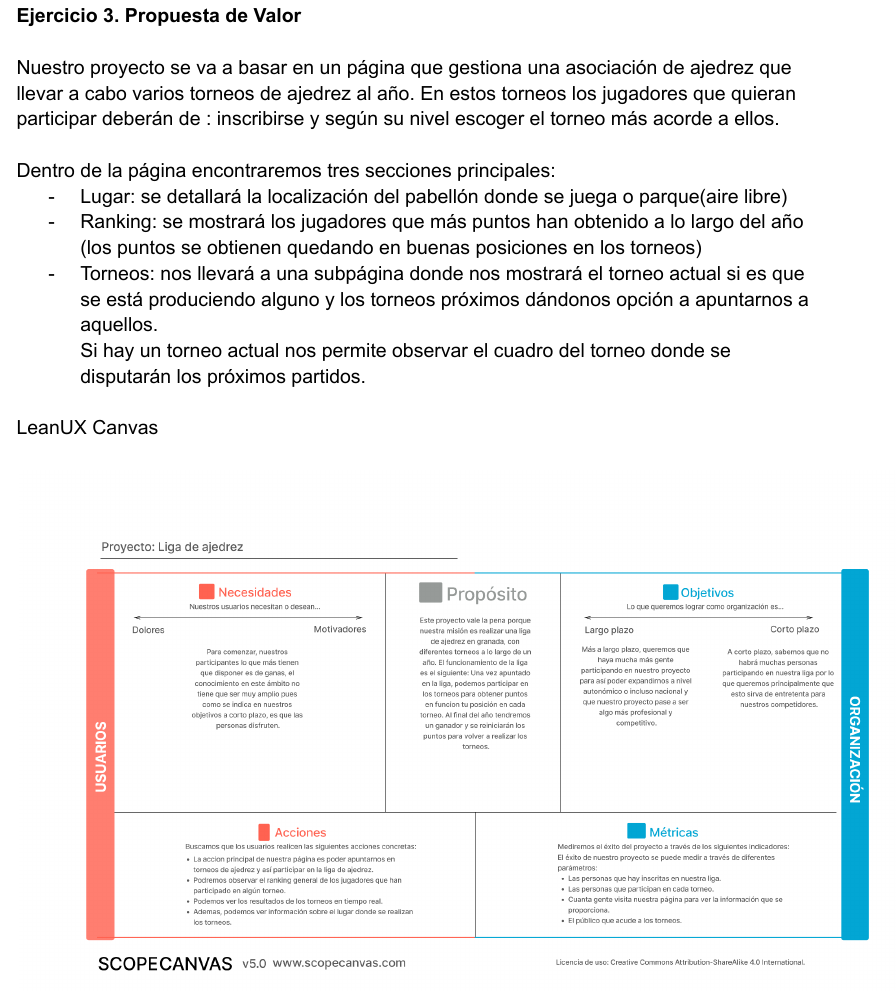 Ejercicio 3. Propuesta de Valor
Nuestro proyecto se va a basar en un página que gestiona una asociación de ajedrez que
llevar a cabo varios torneos de ajedrez al año. En estos torneos los jugadores que quieran
participar deberán de : inscribirse y según su nivel escoger el torneo más acorde a ellos.
Dentro de la página encontraremos tres secciones principales:
- Lugar: se detallará la localización del pabellón donde se juega o parque(aire libre)
- Ranking: se mostrará los jugadores que más puntos han obtenido a lo largo del año
(los puntos se obtienen quedando en buenas posiciones en los torneos)
- Torneos: nos llevará a una subpágina donde nos mostrará el torneo actual si es que
se está produciendo alguno y los torneos próximos dándonos opción a apuntarnos a
aquellos.
Si hay un torneo actual nos permite observar el cuadro del torneo donde se
disputarán los próximos partidos.
LeanUX Canvas
Proyecto: Liga de ajedrez
USUARIOS
Necesidades
Nuestros usuarios necesitan o desean...
Dolores
Motivadores
Para comenzar, nuestros
participantes lo que más tienen
que disponer es de ganas, el
conocimiento en este ámbito no
tiene que ser muy amplio pues
como se indica en nuestros
objetivos a corto plazo, es que las
personas disfruten.
Propósito
Este proyecto vale la pena porque
nuestra misión es realizar una liga
de ajedrez en granada, con
diferentes torneos a lo largo de un
año. El funcionamiento de la liga
es el siguiente: Una vez apuntado
en la liga, podemos participar en
los torneos para obtener puntos
en funcion tu posición en cada
torneo. Al final del año tendremos
un ganador y se reiniciarán los
puntos para volver a realizar los
torneos.
Objetivos
Lo que queremos lograr como organización es...
Largo plazo
Corto plazo
Más a largo plazo, queremos que
haya mucha más gente
participando en nuestro proyecto
para así poder expandirnos a nivel
autonómico o incluso nacional y
que nuestro proyecto pase a ser
algo más profesional y
competitivo.
A corto plazo, sabemos que no
habrá muchas personas
participando en nuestra liga por lo
que queremos principalmente que
esto sirva de entretenta para
nuestros competidores.
ORGANIZACIÓN
Acciones
Buscamos que los usuarios realicen las siguientes acciones concretas:
• La accion principal de nuestra página es poder apuntarnos en
torneos de ajedrez y así participar en la liga de ajedrez.
• Podremos observar el ranking general de los jugadores que han
participado en algún torneo.
• Podemos ver los resultados de los torneos en tiempo real.
• Ademas, podemos ver información sobre el lugar donde se realizan
los torneos.
Métricas
Mediremos el éxito del proyecto a través de los siguientes indicadores:
El éxito de nuestro proyecto se puede medir a través de diferentes
parámetros:
• Las personas que hay inscritas en nuestra liga.
• Las personas que participan en cada torneo.
• Cuanta gente visita nuestra página para ver la información que se
proporciona.
• El público que acude a los torneos.
SCOPECANVAS v5.0 www.scopecanvas.com
Licencia de uso: Creative Commons Attribution-ShareAlike 4.0 International.